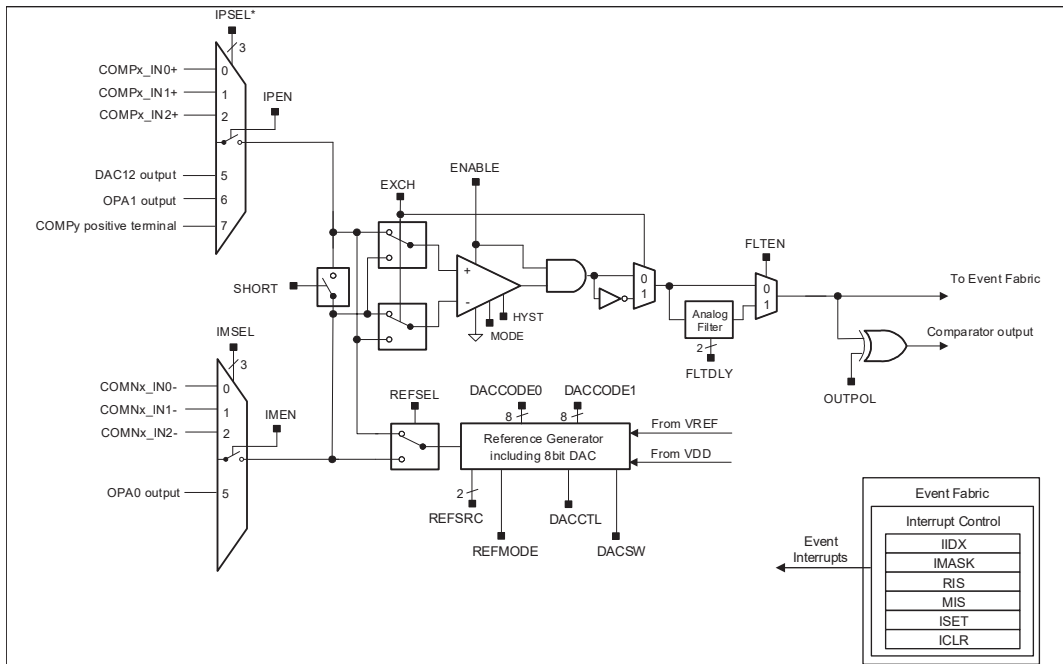 IPSEL*
3
COMPx_IN0+
0
COMPx_IN1+
1
COMPx_IN2+
2
IPEN
DAC12 output
5
OPA1 output
6
COMPy positive terminal
7
ENABLE
EXCH
SHORT
+
-
HYST
MODE
0
1
FLTEN
0
1
Analog
Filter
2
FLTDLY
To Event Fabric
Comparator output
OUTPOL
IMSEL
3
COMNx_IN0-
0
COMNx_IN1-
1
COMNx_IN2-
2
IMEN
OPA0 output
5
REFSEL
DACCODE0
DACCODE1
8
8
Reference Generator
including 8bit DAC
From VREF
From VDD
2
REFSRC
REFMODE
DACCTL
DACSW
Event
Interrupts
Event Fabric
Interrupt Control
IIDX
IMASK
RIS
MIS
ISET
ICLR